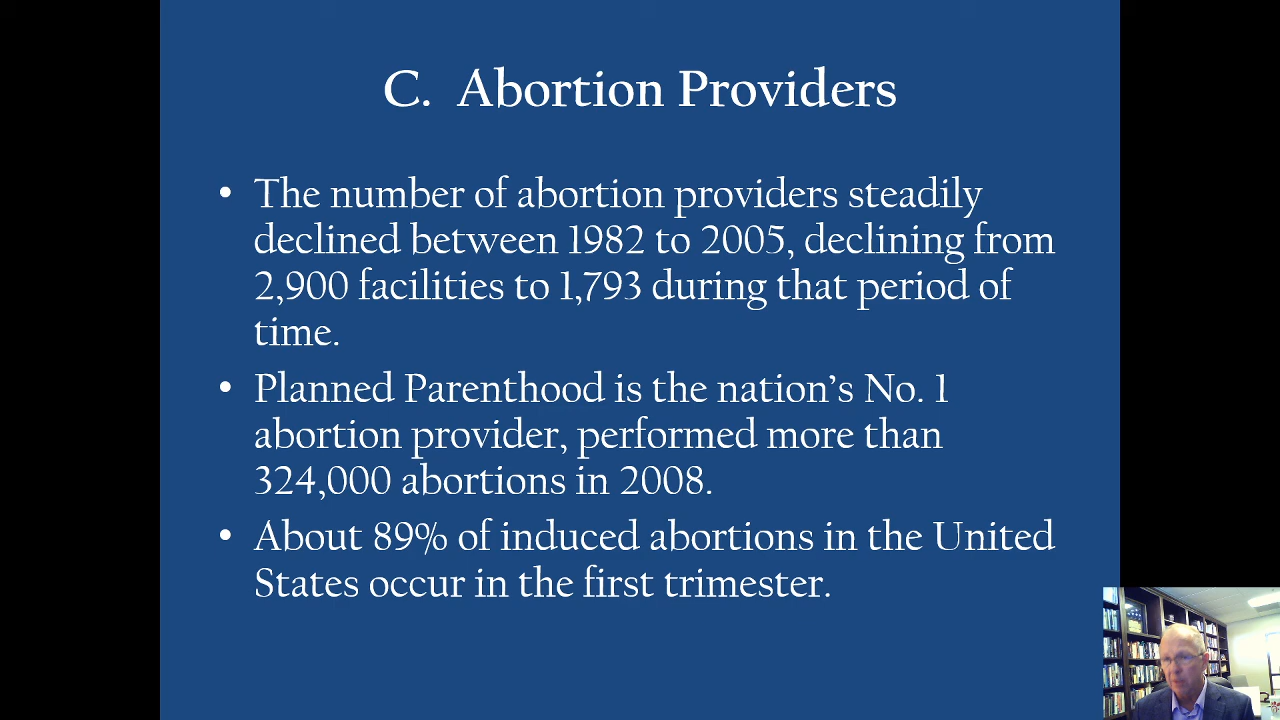 C. Abortion Providers
• The number of abortion providers steadily
declined between 1982 to 2005, declining from
2,900 facilities to 1,793 during that period of
time.
• Planned Parenthood is the nation’s No. 1
abortion provider, performed more than
324,000 abortions in 2008.
• About 89% of induced abortions in the United
States occur in the first trimester.